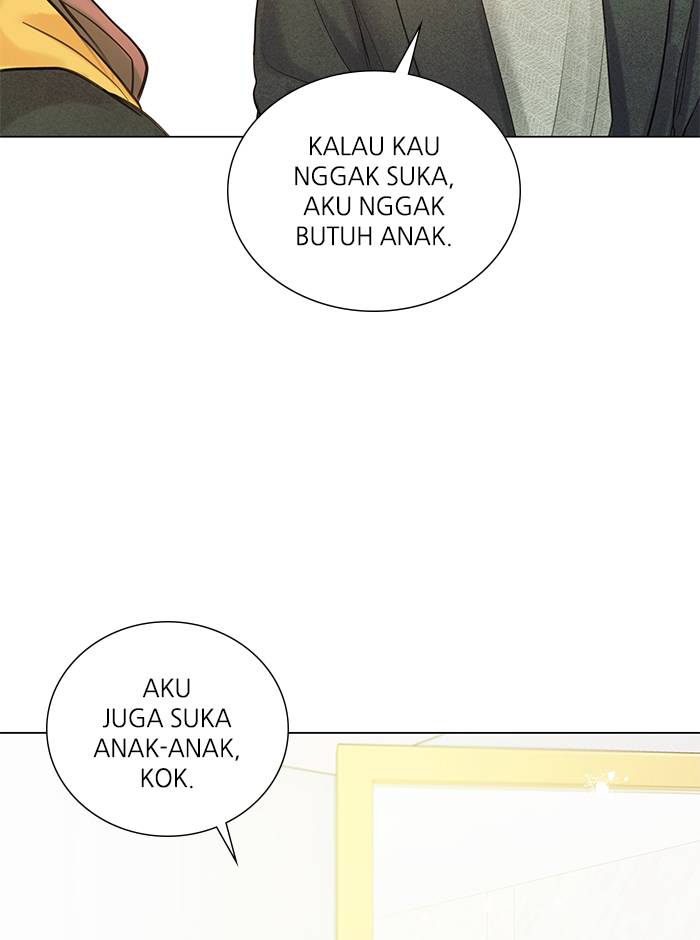 KALAU KAU
NGGAK SUKA,
AKU NGGAK
BUTUH ANAK.
AKU
JUGA SUKA
ANAK-ANAK,
KOK.